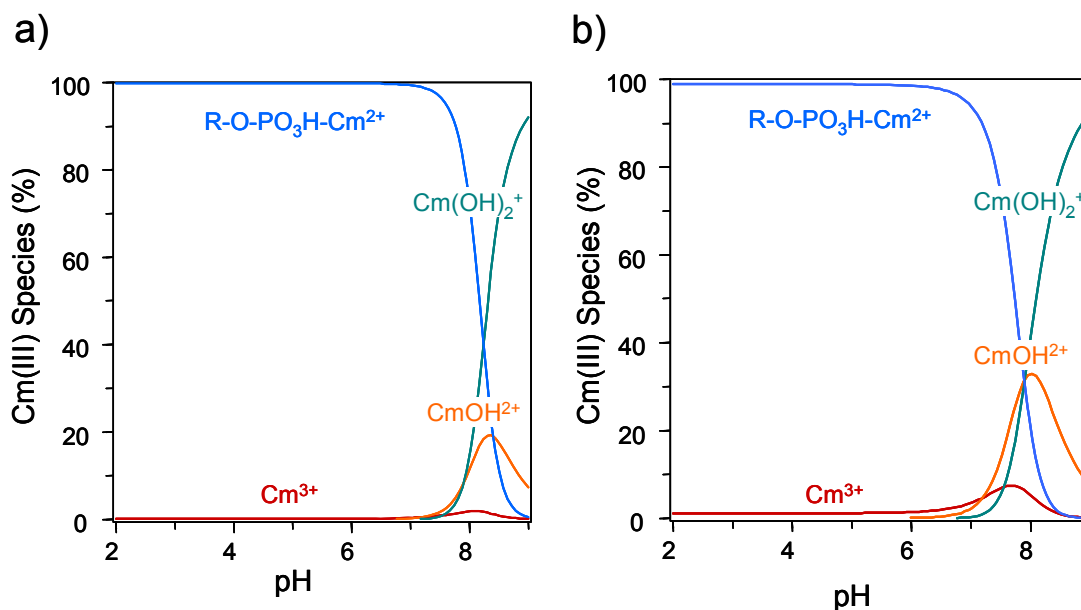 a)
100
80
60
40
20
0
Cm(III) Species (%)
R-O-PO₃H-Cm²⁺
Cm(OH)₂⁺
CmOH²⁺
Cm³⁺
2 4 6 8
pH
b)
100
80
60
40
20
0
Cm(III) Species (%)
R-O-PO₃H-Cm²⁺
Cm(OH)₂⁺
CmOH²⁺
Cm³⁺
2 4 6 8
pH